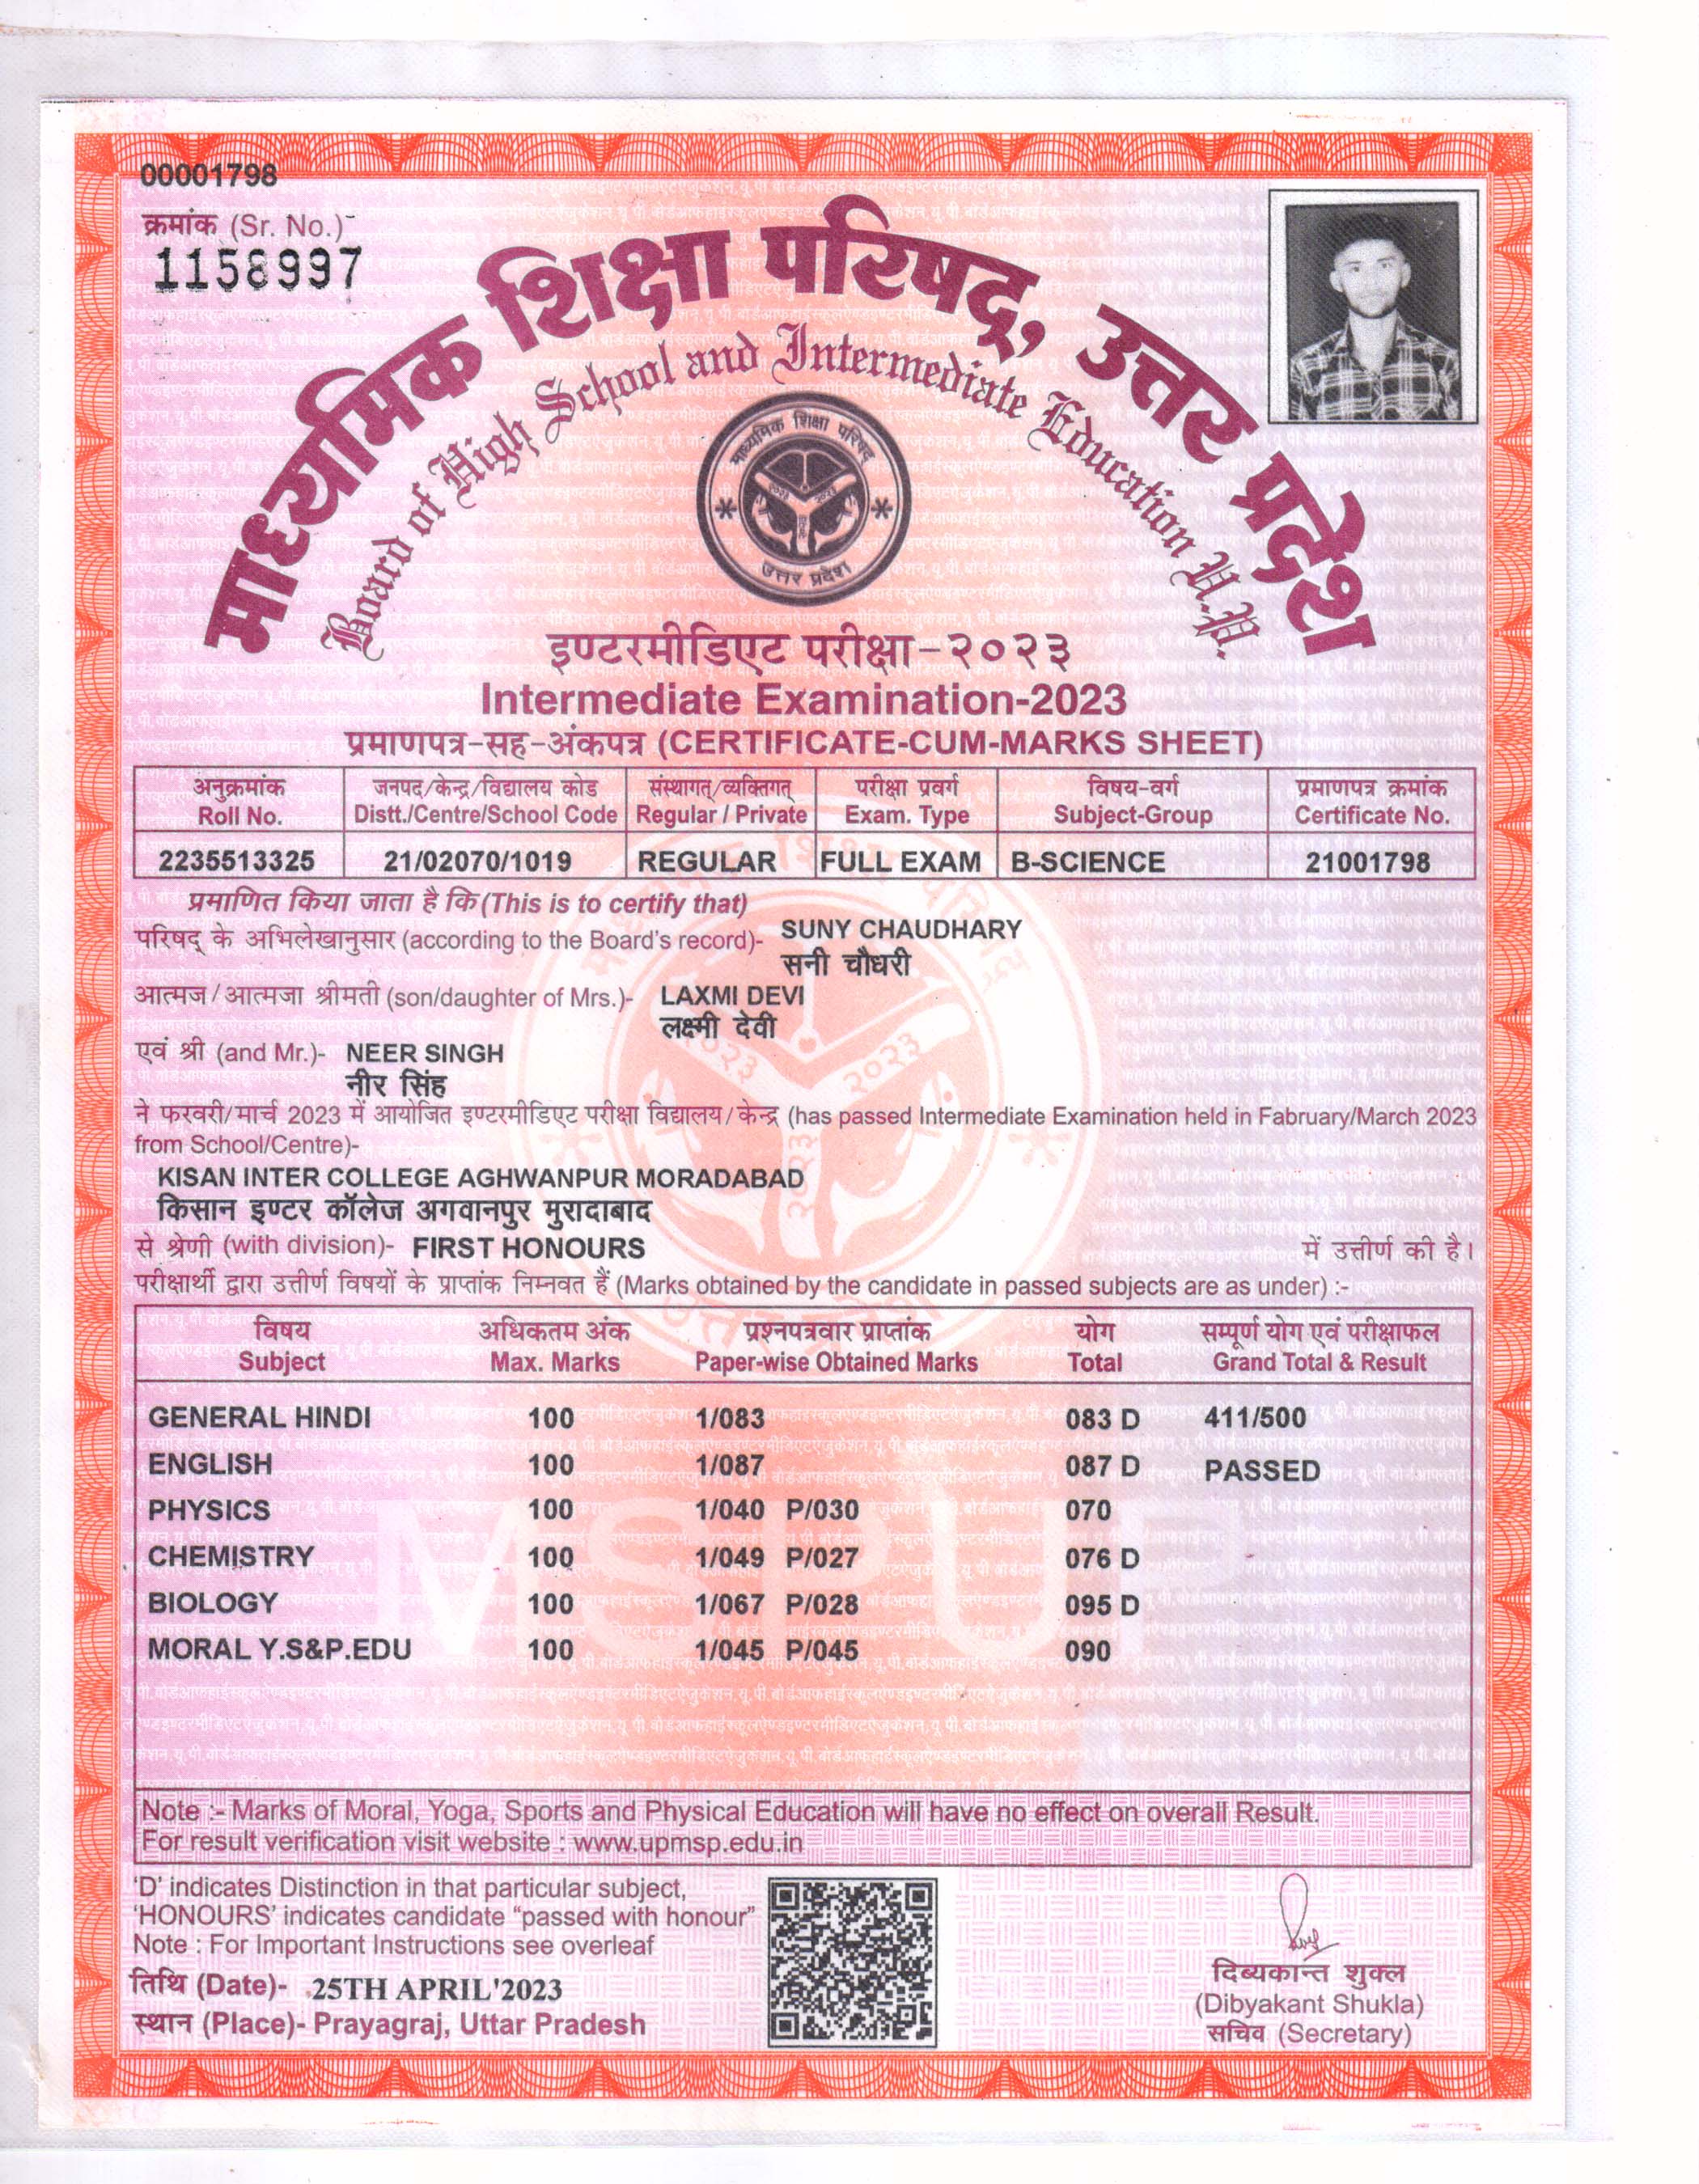 00001798
क्रमांक (Sr. No.)-
1158997
माध्यमिक शिक्षा परिषद्, उत्तर प्रदेश
Board of High School and Intermediate Education U.P.
माध्यमिक शिक्षा परिषद्
उत्तर प्रदेश
इण्टरमीडिएट परीक्षा-२०२३
Intermediate Examination-2023
प्रमाणपत्र-सह-अंकपत्र (CERTIFICATE-CUM-MARKS SHEET)
अनुक्रमांक जनपद/केन्द्र/विद्यालय कोड संस्थागत्/व्यक्तिगत् परीक्षा प्रवर्ग विषय-वर्ग प्रमाणपत्र क्रमांक
Roll No. Distt./Centre/School Code Regular / Private Exam. Type Subject-Group Certificate No.
2235513325 21/02070/1019 REGULAR FULL EXAM B-SCIENCE 21001798
प्रमाणित किया जाता है कि (This is to certify that)
परिषद् के अभिलेखानुसार (according to the Board's record)- SUNY CHAUDHARY
सनी चौधरी
आत्मज/आत्मजा श्रीमती (son/daughter of Mrs.)- LAXMI DEVI
लक्ष्मी देवी
एवं श्री (and Mr.)- NEER SINGH
नीर सिंह
ने फरवरी/मार्च 2023 में आयोजित इण्टरमीडिएट परीक्षा विद्यालय/केन्द्र (has passed Intermediate Examination held in Fabruary/March 2023
from School/Centre)-
KISAN INTER COLLEGE AGHWANPUR MORADABAD
किसान इण्टर कॉलेज अगवानपुर मुरादाबाद
से श्रेणी (with division)- FIRST HONOURS में उत्तीर्ण की है।
परीक्षार्थी द्वारा उत्तीर्ण विषयों के प्राप्तांक निम्नवत हैं (Marks obtained by the candidate in passed subjects are as under) :-
विषय अधिकतम अंक प्रश्नपत्रवार प्राप्तांक योग सम्पूर्ण योग एवं परीक्षाफल
Subject Max. Marks Paper-wise Obtained Marks Total Grand Total & Result
GENERAL HINDI 100 1/083 083 D 411/500
ENGLISH 100 1/087 087 D PASSED
PHYSICS 100 1/040 P/030 070
CHEMISTRY 100 1/049 P/027 076 D
BIOLOGY 100 1/067 P/028 095 D
MORAL Y.S&P.EDU 100 1/045 P/045 090
MSPUP
Note :- Marks of Moral, Yoga, Sports and Physical Education will have no effect on overall Result.
For result verification visit website : www.upmsp.edu.in
'D' indicates Distinction in that particular subject,
'HONOURS' indicates candidate "passed with honour"
Note : For Important Instructions see overleaf
तिथि (Date)- 25TH APRIL'2023
स्थान (Place)- Prayagraj, Uttar Pradesh
दिब्यकान्त शुक्ल
(Dibyakant Shukla)
सचिव (Secretary)